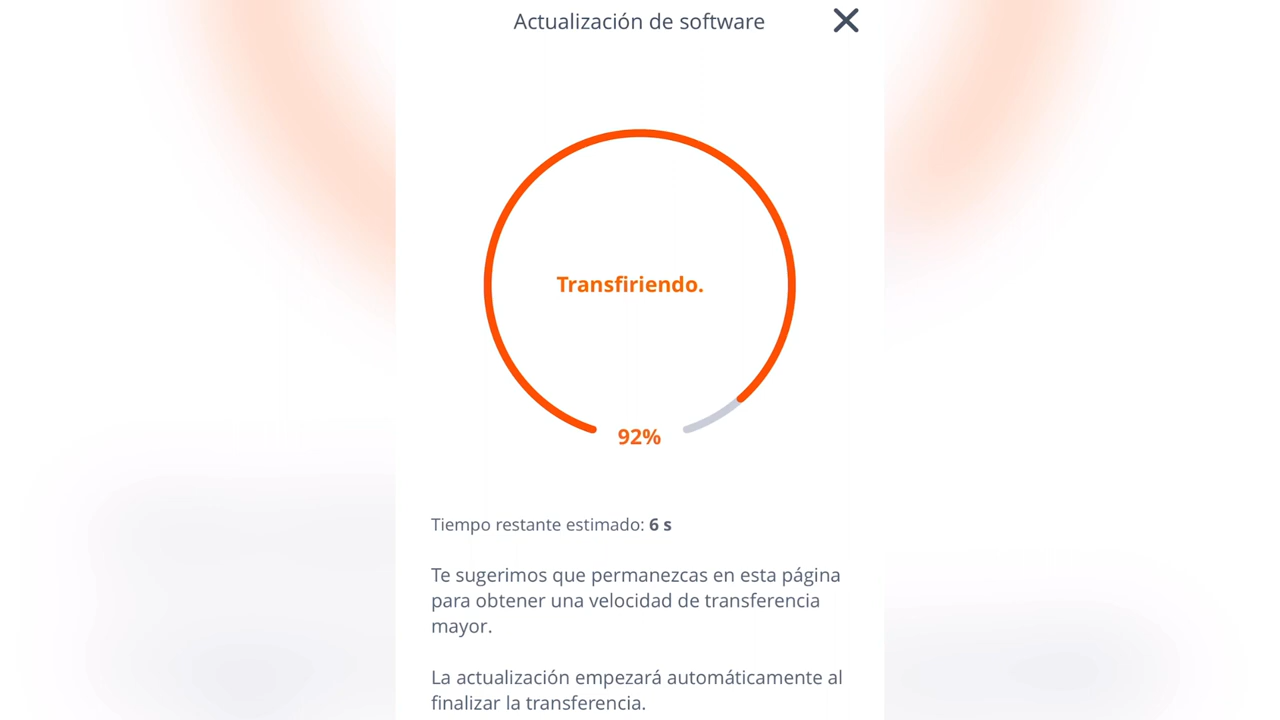 Actualización de software
Transfiriendo.
92%
Tiempo restante estimado: 6 s
Te sugerimos que permanezcas en esta página
para obtener una velocidad de transferencia
mayor.
La actualización empezará automáticamente al
finalizar la transferencia.